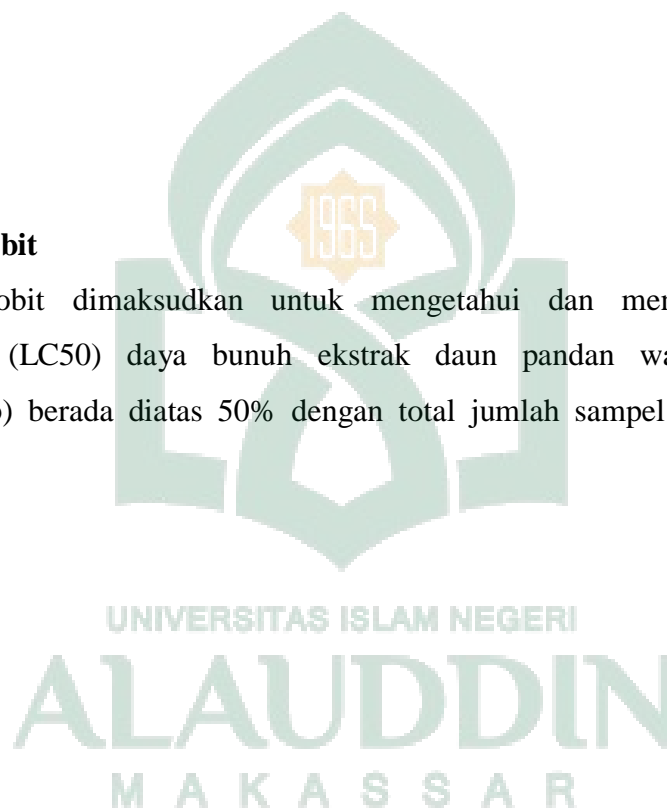 bit
obit dimaksudkan untuk mengetahui dan
(LC50) daya bunuh ekstrak daun pandan wa
) berada diatas 50% dengan total jumlah sampel
1965
UNIVERSITAS ISLAM NEGERI
ALAUDDIN
MAKASSAR